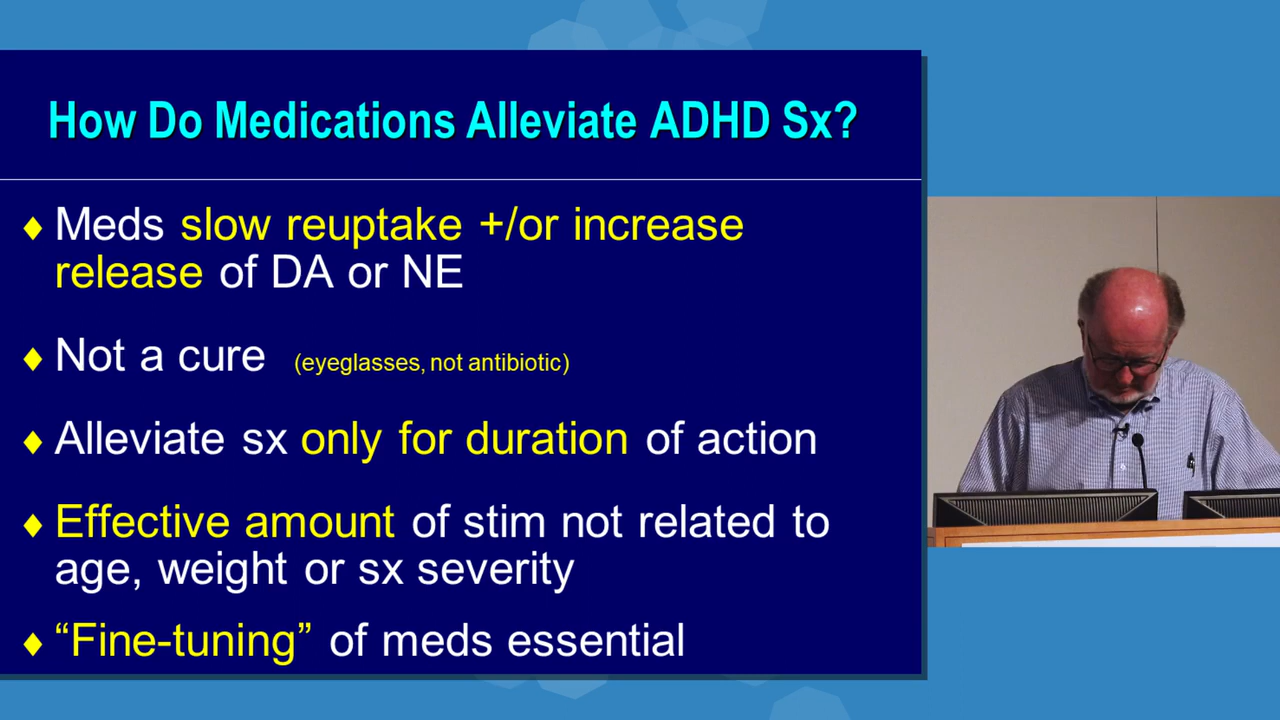 How Do Medications Alleviate ADHD Sx?
♦ Meds slow reuptake +/or increase
release of DA or NE
♦ Not a cure (eyeglasses, not antibiotic)
♦ Alleviate sx only for duration of action
♦ Effective amount of stim not related to
age, weight or sx severity
♦ “Fine-tuning” of meds essential